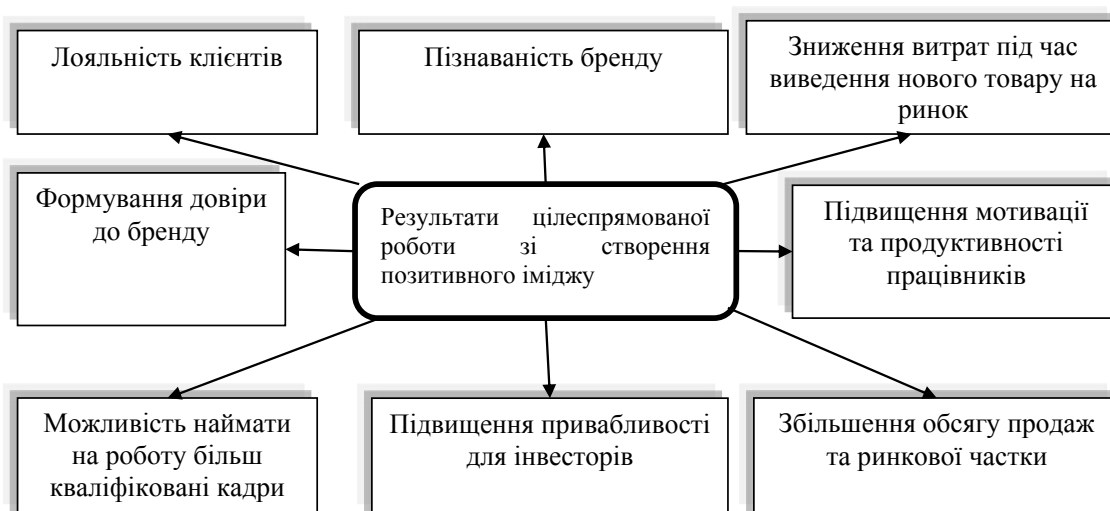 Лояльність клієнтів
Пізнаваність бренду
Зниження витрат під час
виведення нового товару на
ринок
Формування довіри
до бренду
Результати цілеспрямованої
роботи зі створення
позитивного іміджу
Підвищення мотивації
та продуктивності
працівників
Можливість наймати
на роботу більш
кваліфіковані кадри
Підвищення привабливості
для інвесторів
Збільшення обсягу продаж
та ринкової частки